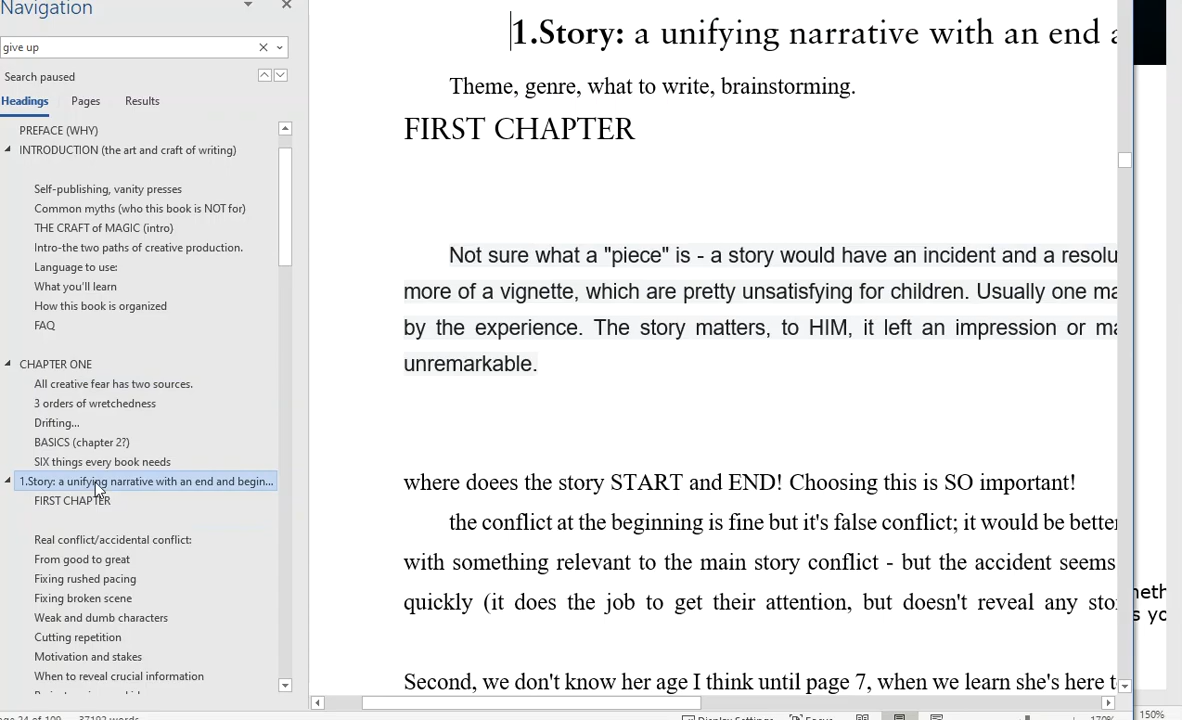 Navigation
give up
Search paused
Headings Pages Results
PREFACE (WHY)
INTRODUCTION (the art and craft of writing)
Self-publishing, vanity presses
Common myths (who this book is NOT for)
THE CRAFT of MAGIC (intro)
Intro-the two paths of creative production.
Language to use:
What you'll learn
How this book is organized
FAQ
CHAPTER ONE
All creative fear has two sources.
3 orders of wretchedness
Drifting...
BASICS (chapter 2?)
SIX things every book needs
1.Story: a unifying narrative with an end and begin...
FIRST CHAPTER
Real conflict/accidental conflict:
From good to great
Fixing rushed pacing
Fixing broken scene
Weak and dumb characters
Cutting repetition
Motivation and stakes
When to reveal crucial information
1.Story: a unifying narrative with an end a
Theme, genre, what to write, brainstorming.
FIRST CHAPTER
Not sure what a "piece" is - a story would have an incident and a resolu
more of a vignette, which are pretty unsatisfying for children. Usually one ma
by the experience. The story matters, to HIM, it left an impression or ma
unremarkable.
where doees the story START and END! Choosing this is SO important!
the conflict at the beginning is fine but it's false conflict; it would be better
with something relevant to the main story conflict - but the accident seems
quickly (it does the job to get their attention, but doesn't reveal any sto
Second, we don't know her age I think until page 7, when we learn she's here t
neth
s yo
37192 words
Display Settings Focus
170%
150%